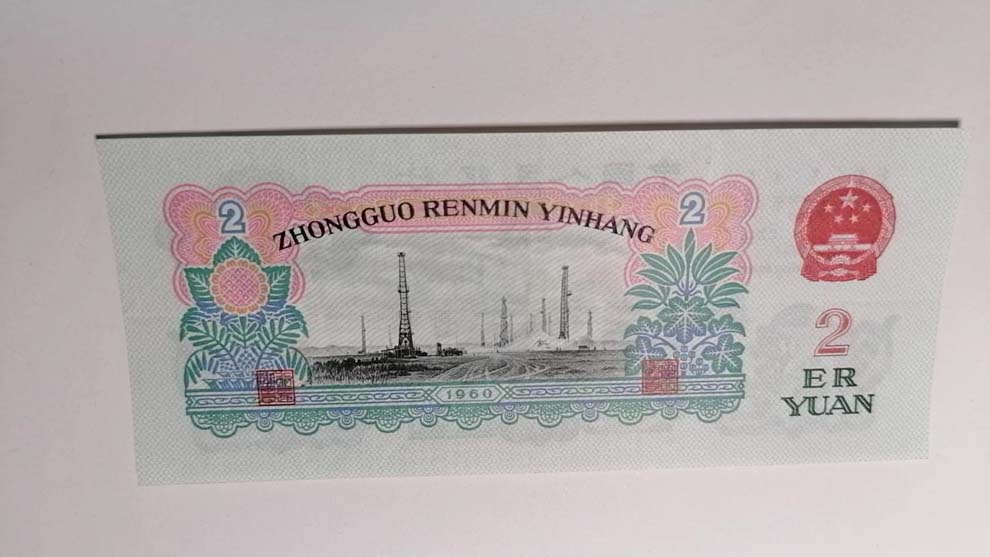 2
2
ZHONGGUO RENMIN YINHANG
1960
2
ER
YUAN